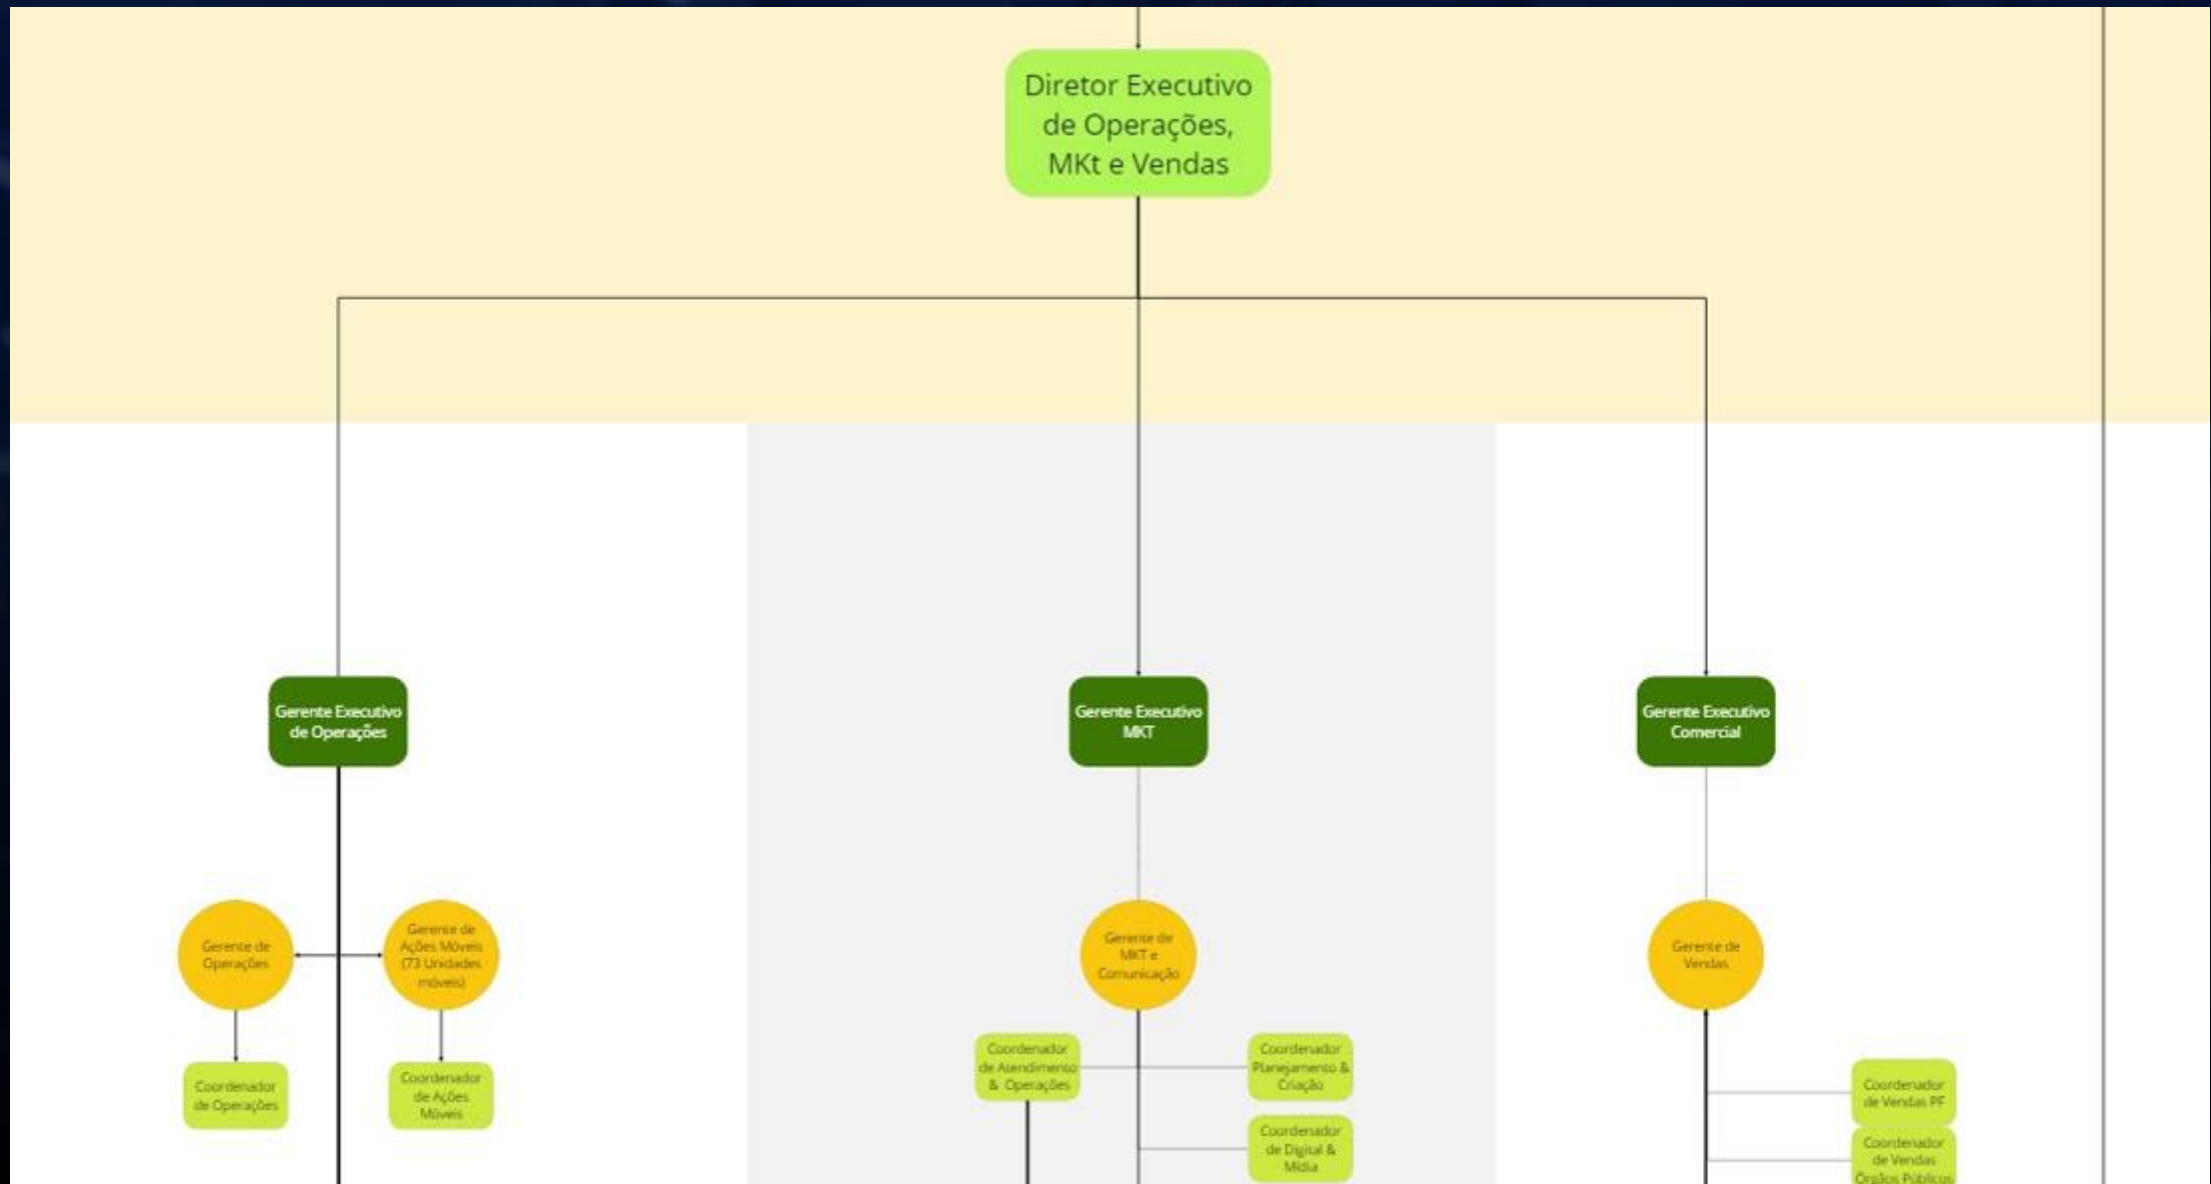 Diretor Executivo
de Operações,
MKt e Vendas
Gerente Executivo
de Operações
Gerente Executivo
MKT
Gerente Executivo
Comercial
Gerente de
Operações
Gerente de
Ações Móveis
(73 Unidades
móveis)
Gerente de
MKT e
Comunicação
Gerente de
Vendas
Coordenador
de Operações
Coordenador
de Ações
Móveis
Coordenador
de Atendimento
& Operações
Coordenador
Planejamento &
Criação
Coordenador
de Digital &
Mídia
Coordenador
de Vendas PF
Coordenador
de Vendas
Órgãos Públicos